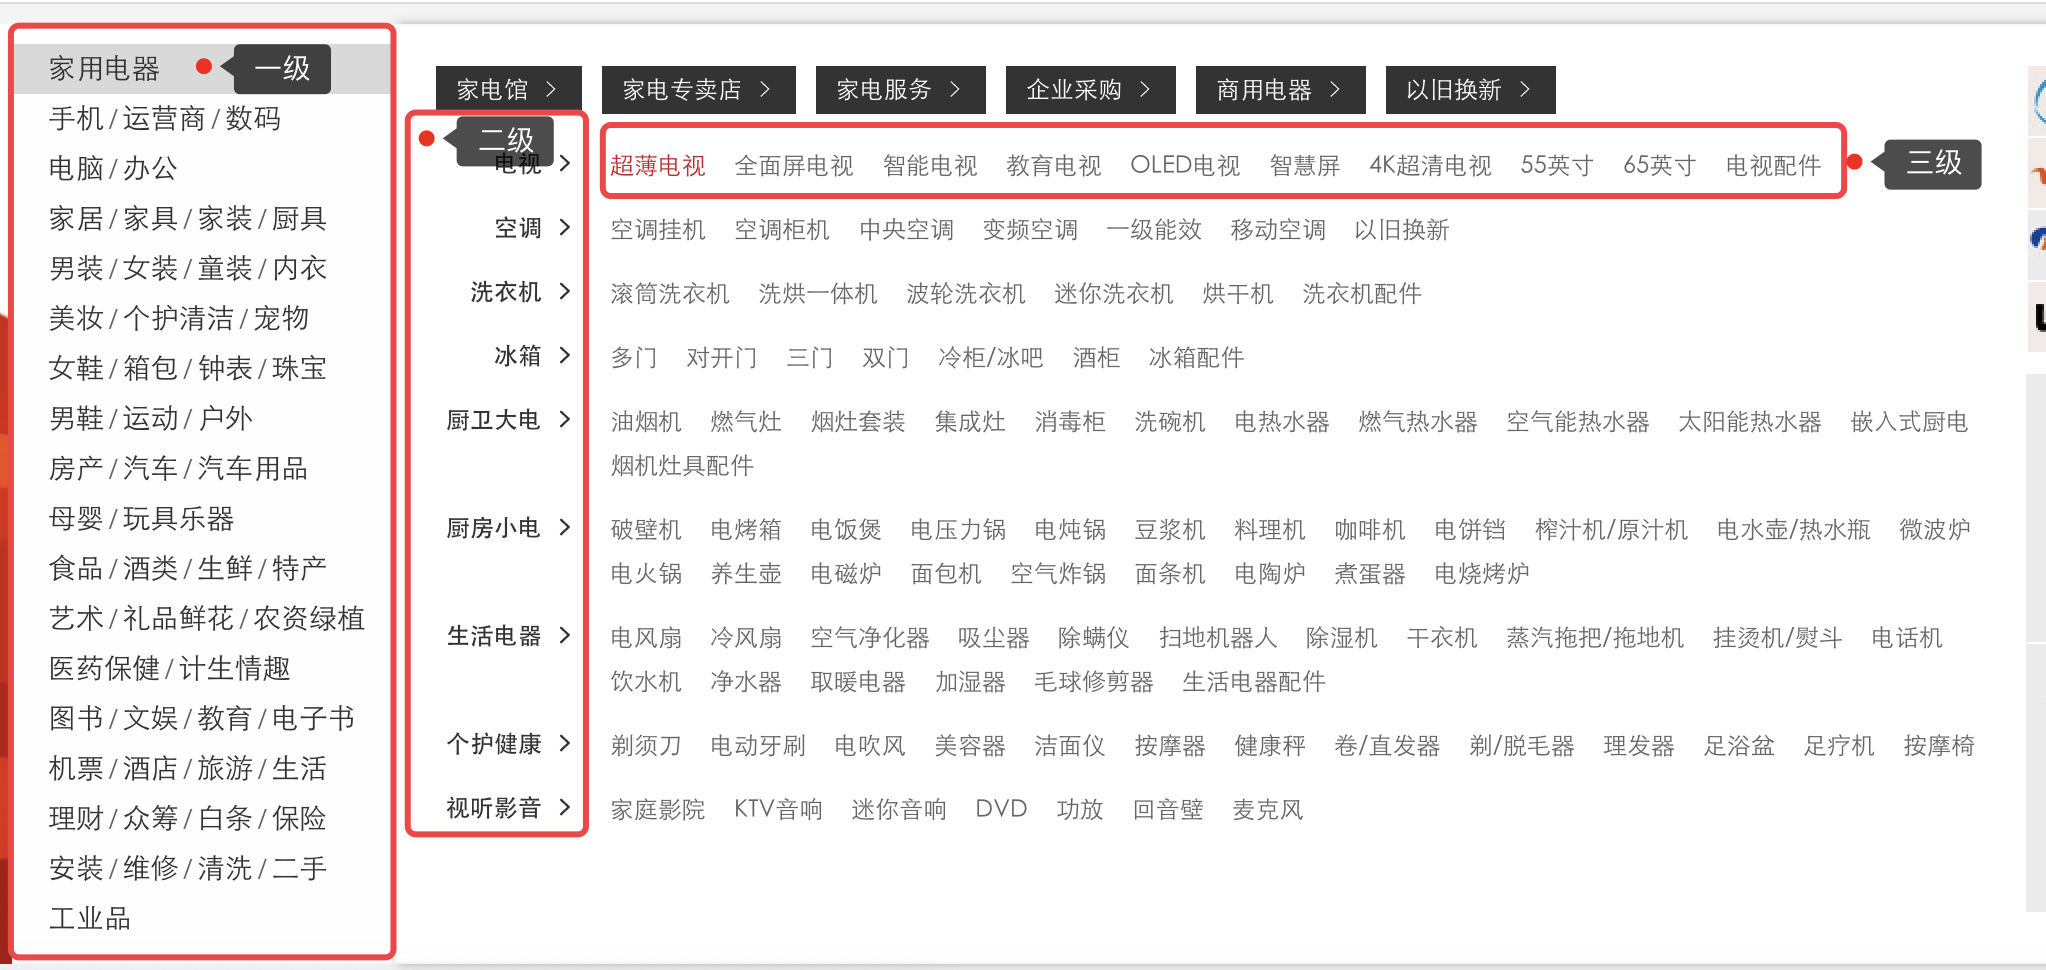 家用电器
一级
手机 / 运营商 / 数码
电脑 / 办公
家居 / 家具 / 家装 / 厨具
男装 / 女装 / 童装 / 内衣
美妆 / 个护清洁 / 宠物
女鞋 / 箱包 / 钟表 / 珠宝
男鞋 / 运动 / 户外
房产 / 汽车 / 汽车用品
母婴 / 玩具乐器
食品 / 酒类 / 生鲜 / 特产
艺术 / 礼品鲜花 / 农资绿植
医药保健 / 计生情趣
图书 / 文娱 / 教育 / 电子书
机票 / 酒店 / 旅游 / 生活
理财 / 众筹 / 白条 / 保险
安装 / 维修 / 清洗 / 二手
工业品
家电馆 > 家电专卖店 > 家电服务 > 企业采购 > 商用电器 > 以旧换新 >
二级
电视 > 超薄电视 全面屏电视 智能电视 教育电视 OLED电视 智慧屏 4K超清电视 55英寸 65英寸 电视配件
三级
空调 > 空调挂机 空调柜机 中央空调 变频空调 一级能效 移动空调 以旧换新
洗衣机 > 滚筒洗衣机 洗烘一体机 波轮洗衣机 迷你洗衣机 烘干机 洗衣机配件
冰箱 > 多门 对开门 三门 双门 冷柜/冰吧 酒柜 冰箱配件
厨卫大电 > 油烟机 燃气灶 烟灶套装 集成灶 消毒柜 洗碗机 电热水器 燃气热水器 空气能热水器 太阳能热水器 嵌入式厨电
烟机灶具配件
厨房小电 > 破壁机 电烤箱 电饭煲 电压力锅 电炖锅 豆浆机 料理机 咖啡机 电饼铛 榨汁机/原汁机 电水壶/热水瓶 微波炉
电火锅 养生壶 电磁炉 面包机 空气炸锅 面条机 电陶炉 煮蛋器 电烧烤炉
生活电器 > 电风扇 冷风扇 空气净化器 吸尘器 除螨仪 扫地机器人 除湿机 干衣机 蒸汽拖把/拖地机 挂烫机/熨斗 电话机
饮水机 净水器 取暖电器 加湿器 毛球修剪器 生活电器配件
个护健康 > 剃须刀 电动牙刷 电吹风 美容器 洁面仪 按摩器 健康秤 卷/直发器 剃/脱毛器 理发器 足浴盆 足疗机 按摩椅
视听影音 > 家庭影院 KTV音响 迷你音响 DVD 功放 回音壁 麦克风